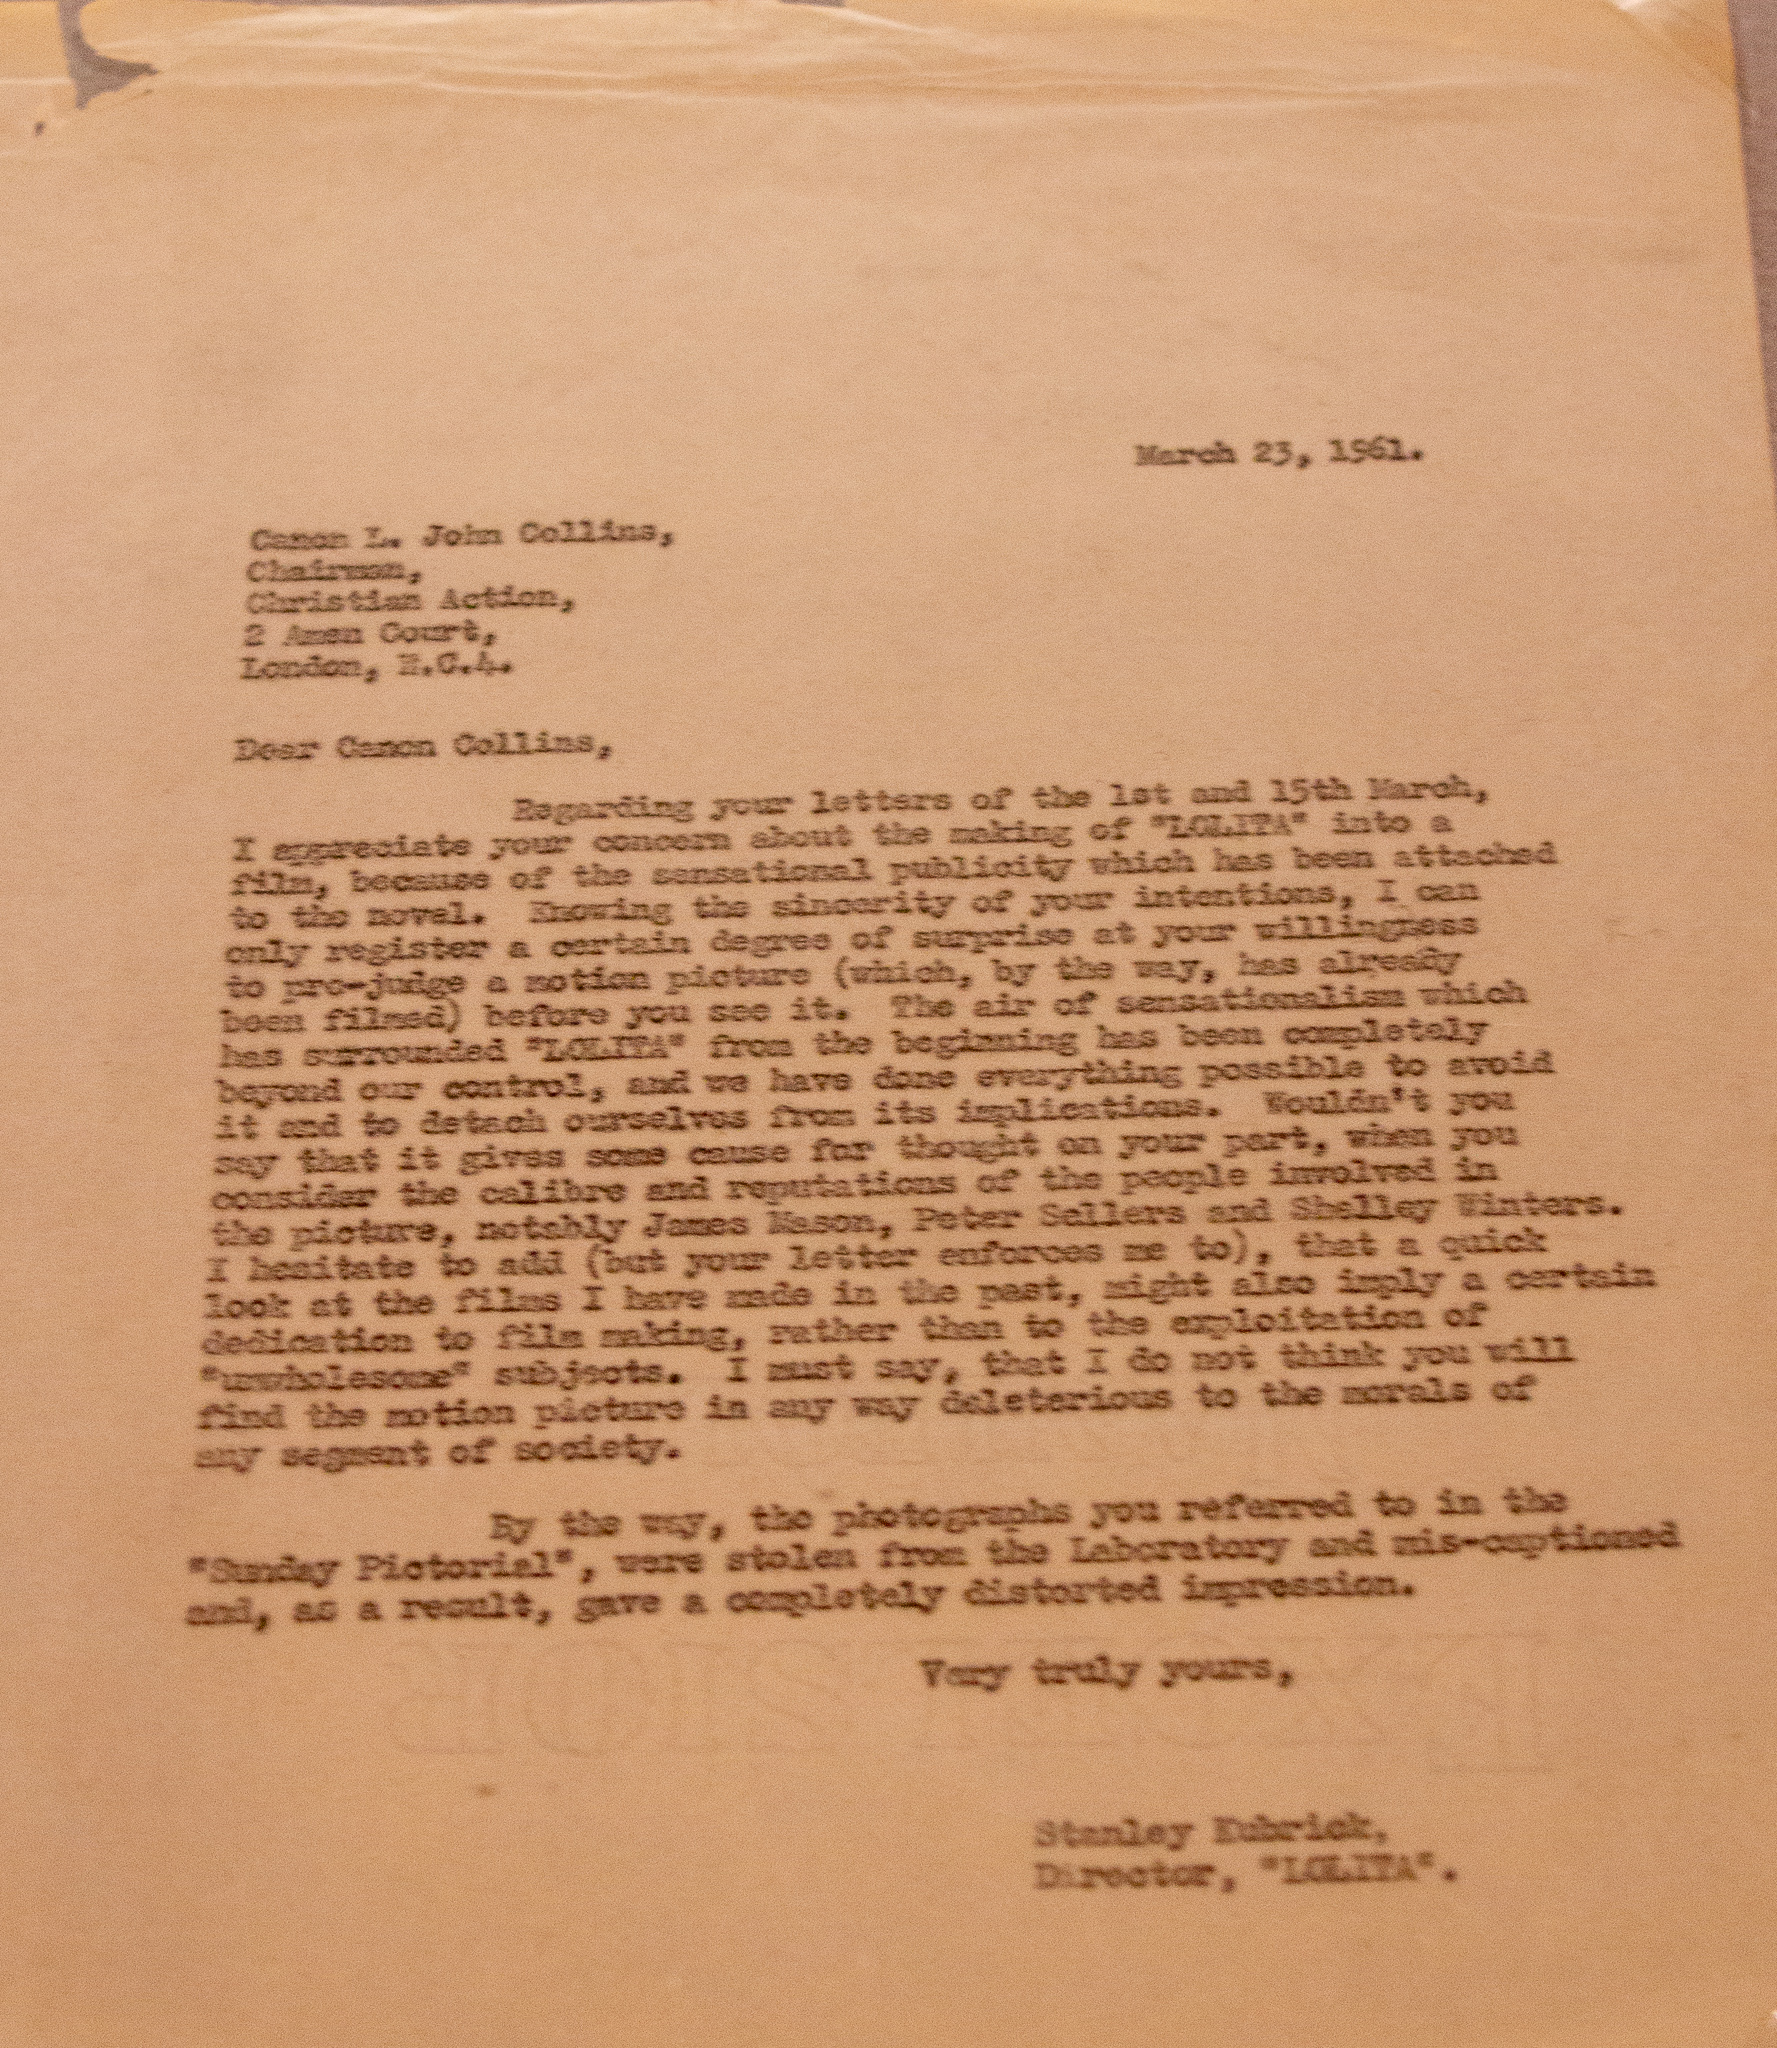 March 23, 1961.
Canon L. John Collins,
Chairman,
Christian Action,
2 Amen Court,
London, E.C.4.
Dear Canon Collins,
Regarding your letters of the 1st and 15th March,
I appreciate your concern about the making of "LOLITA" into a
film, because of the sensational publicity which has been attached
to the novel. Knowing the sincerity of your intentions, I can
only register a certain degree of surprise at your willingness
to pre-judge a motion picture (which, by the way, has already
been filmed) before you see it. The air of sensationalism which
has surrounded "LOLITA" from the beginning has been completely
beyond our control, and we have done everything possible to avoid
it and to detach ourselves from its implications. Wouldn't you
say that it gives some cause for thought on your part, when you
consider the calibre and reputations of the people involved in
the picture, notably James Mason, Peter Sellers and Shelley Winters.
I hesitate to add (but your letter enforces me to), that a quick
look at the films I have made in the past, might also imply a certain
dedication to film making, rather than to the exploitation of
"unwholesome" subjects. I must say, that I do not think you will
find the motion picture in any way deleterious to the morals of
any segment of society.
By the way, the photographs you referred to in the
"Sunday Pictorial", were stolen from the Laboratory and mis-captioned
and, as a result, gave a completely distorted impression.
Very truly yours,
Stanley Kubrick,
Director, "LOLITA".